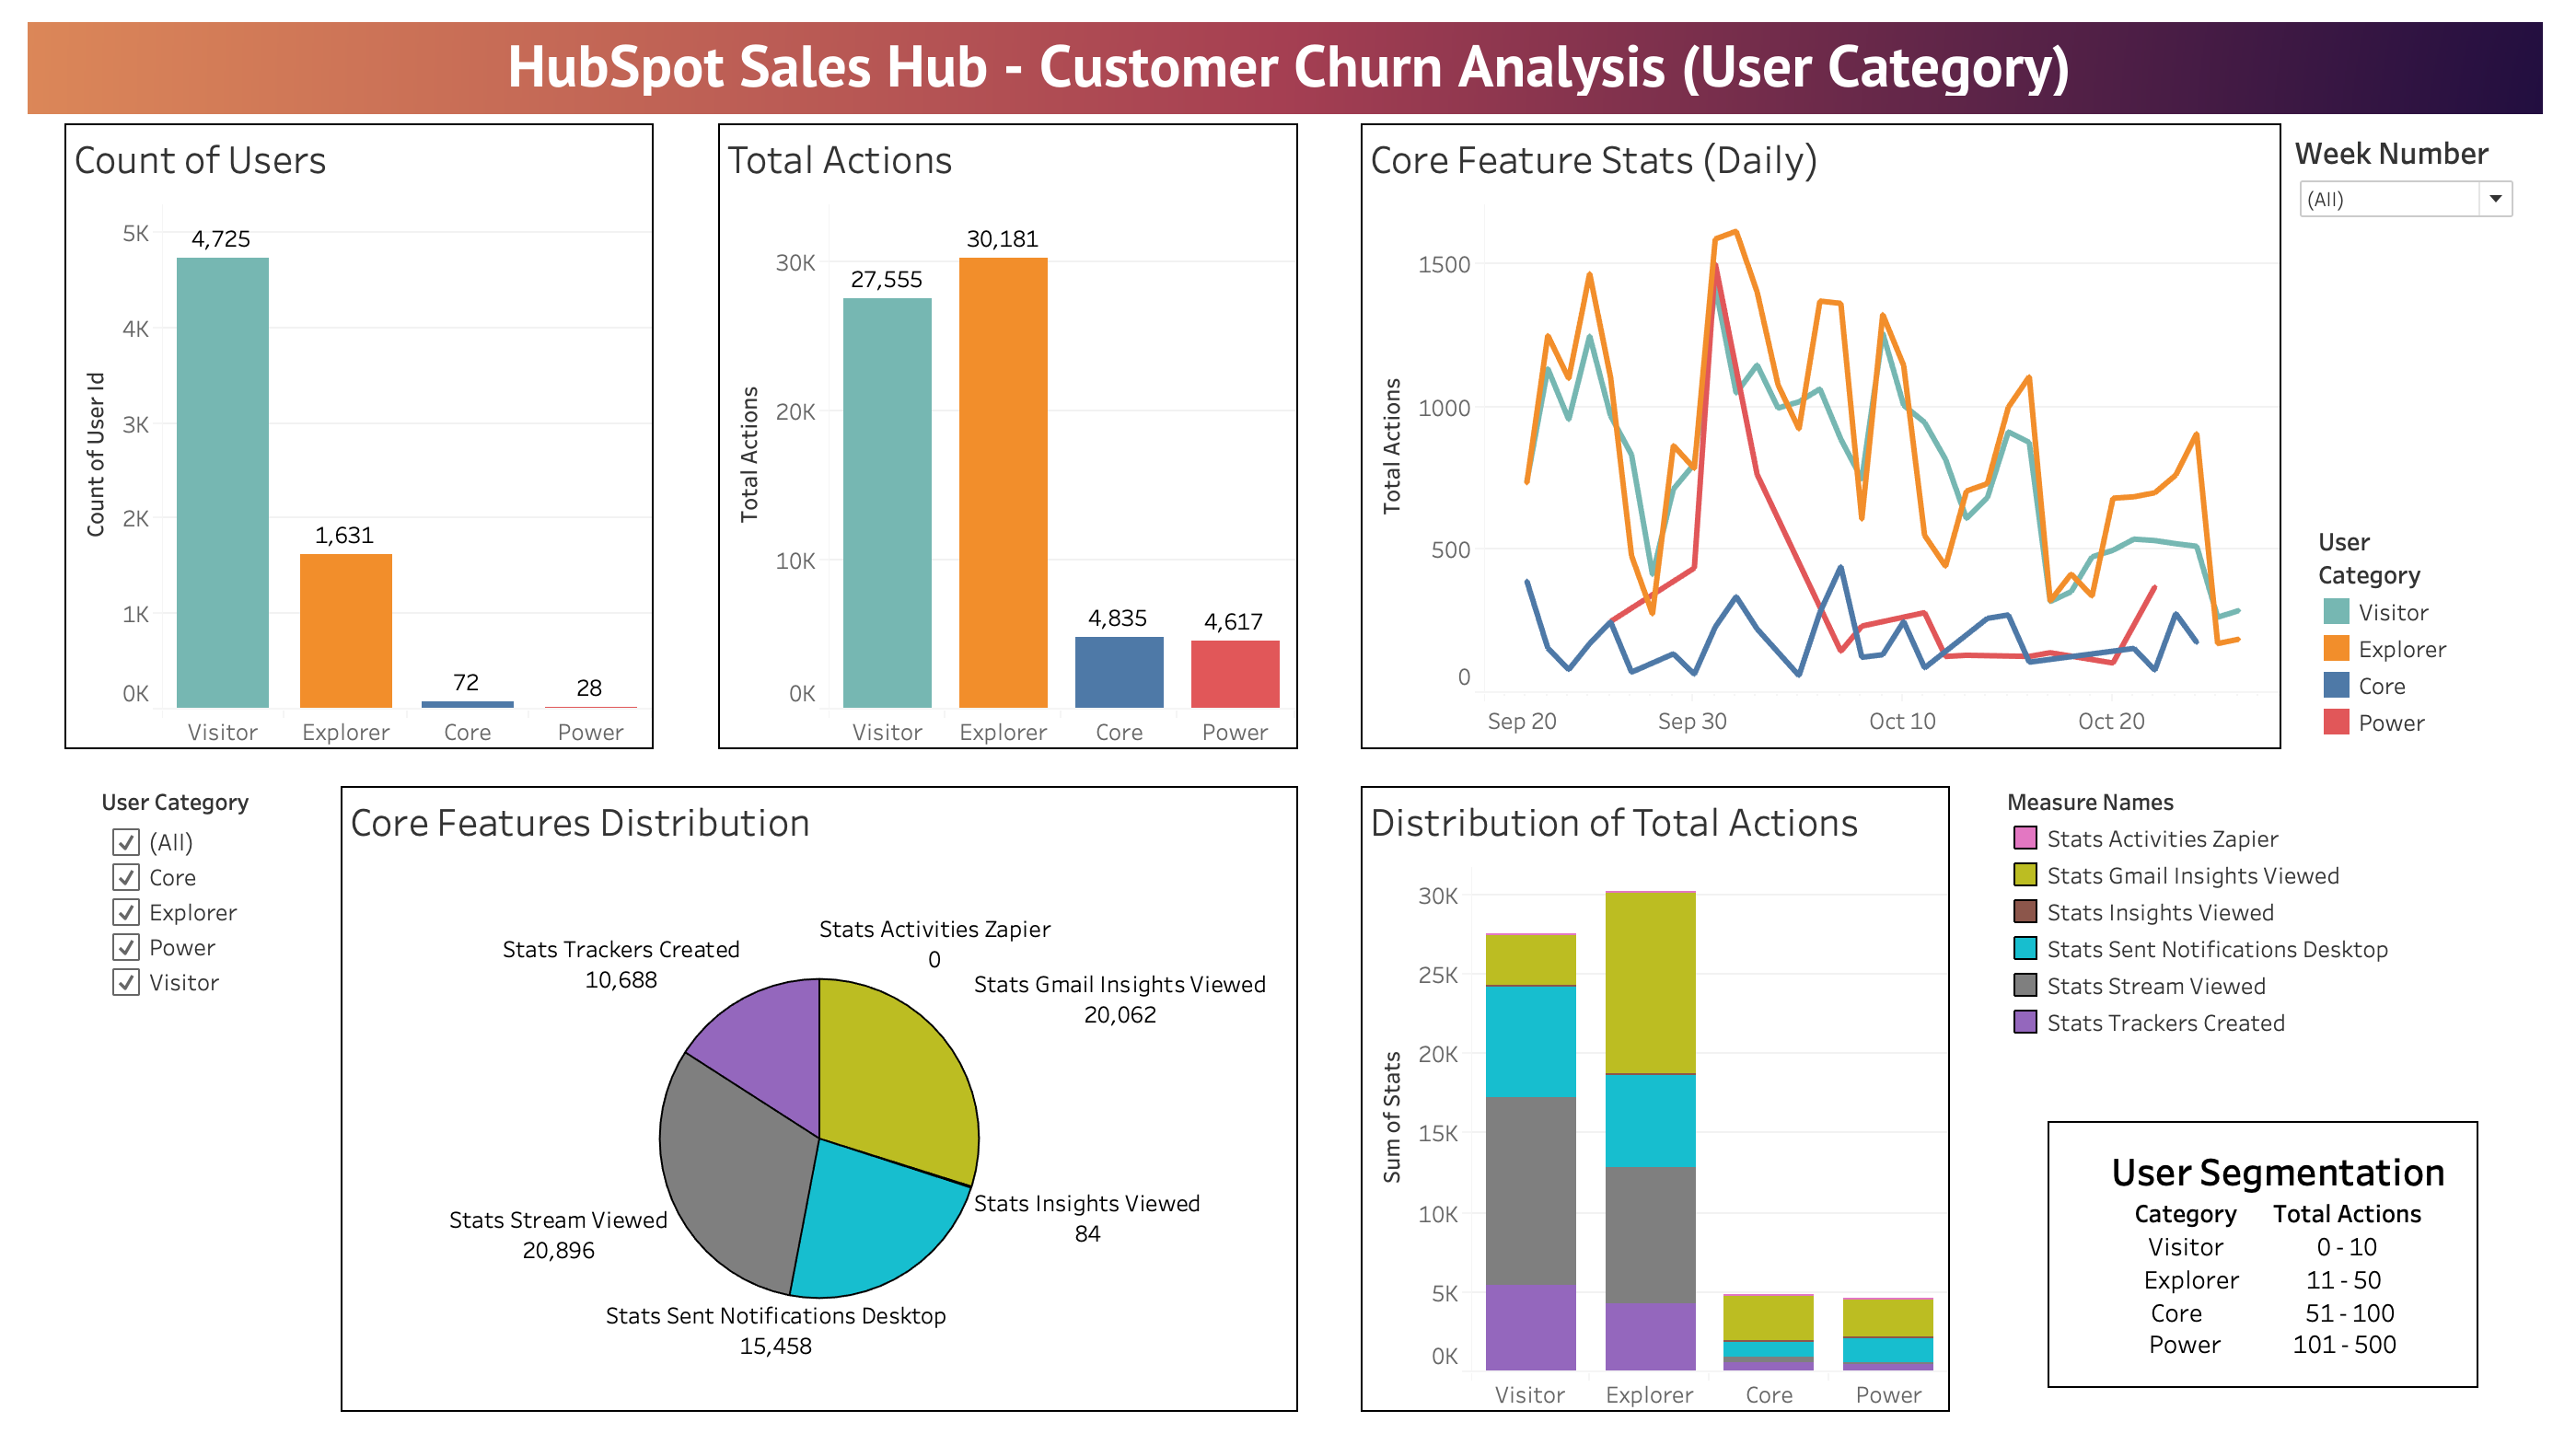 HubSpot Sales Hub - Customer Churn Analysis (User Category)
Count of Users
Count of User Id
5K
4K
3K
2K
1K
0K
4,725
1,631
72
28
Visitor
Explorer
Core
Power
Total Actions
Total Actions
30K
20K
10K
0K
27,555
30,181
4,835
4,617
Visitor
Explorer
Core
Power
Core Feature Stats (Daily)
Total Actions
1500
1000
500
0
Sep 20
Sep 30
Oct 10
Oct 20
Week Number
(All)
User
Category
Visitor
Explorer
Core
Power
User Category
(All)
Core
Explorer
Power
Visitor
Core Features Distribution
Stats Trackers Created
10,688
Stats Activities Zapier
0
Stats Gmail Insights Viewed
20,062
Stats Insights Viewed
84
Stats Stream Viewed
20,896
Stats Sent Notifications Desktop
15,458
Distribution of Total Actions
Sum of Stats
30K
25K
20K
15K
10K
5K
0K
Visitor
Explorer
Core
Power
Measure Names
Stats Activities Zapier
Stats Gmail Insights Viewed
Stats Insights Viewed
Stats Sent Notifications Desktop
Stats Stream Viewed
Stats Trackers Created
User Segmentation
Category Total Actions
Visitor 0 - 10
Explorer 11 - 50
Core 51 - 100
Power 101 - 500